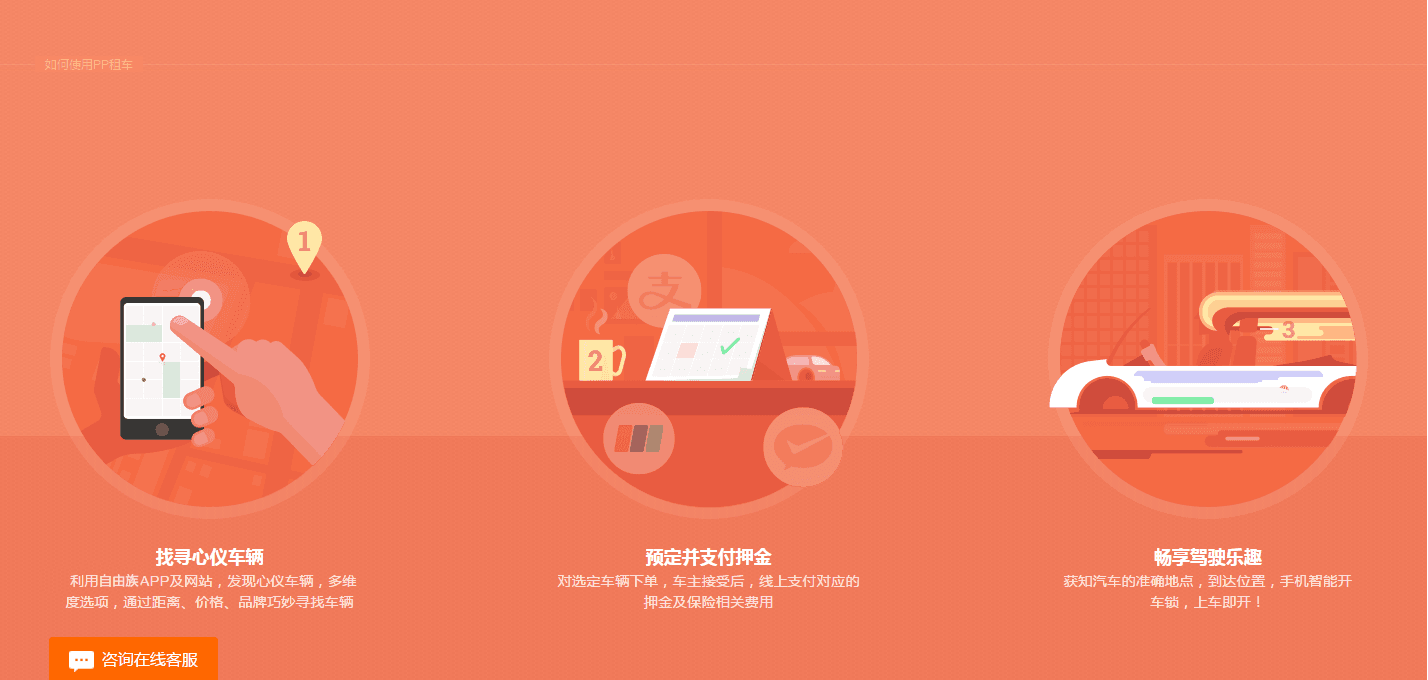 如何使用PP租车
1
支
2
3
找寻心仪车辆
利用自由族APP及网站，发现心仪车辆，多维
度选项，通过距离、价格、品牌巧妙寻找车辆
预定并支付押金
对选定车辆下单，车主接受后，线上支付对应的
押金及保险相关费用
畅享驾驶乐趣
获知汽车的准确地点，到达位置，手机智能开
车锁，上车即开！
咨询在线客服